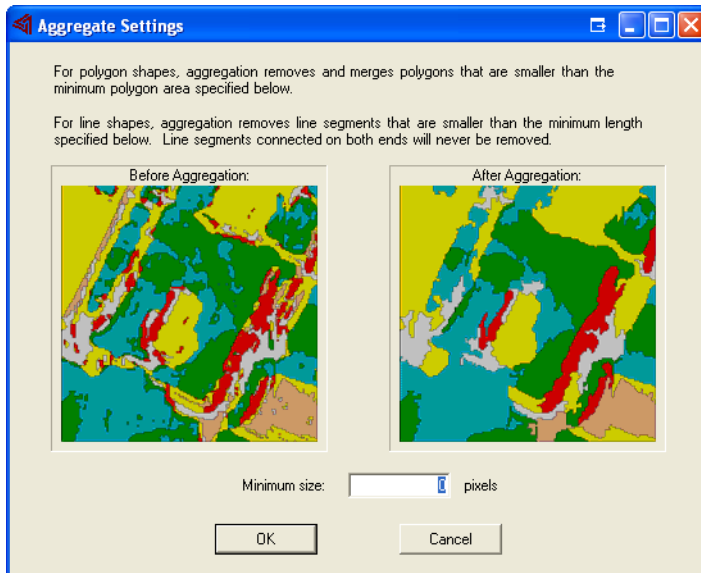 Aggregate Settings
For polygon shapes, aggregation removes and merges polygons that are smaller than the
minimum polygon area specified below.
For line shapes, aggregation removes line segments that are smaller than the minimum length
specified below.  Line segments connected on both ends will never be removed.
Before Aggregation:
After Aggregation:
Minimum size: 0 pixels
OK
Cancel